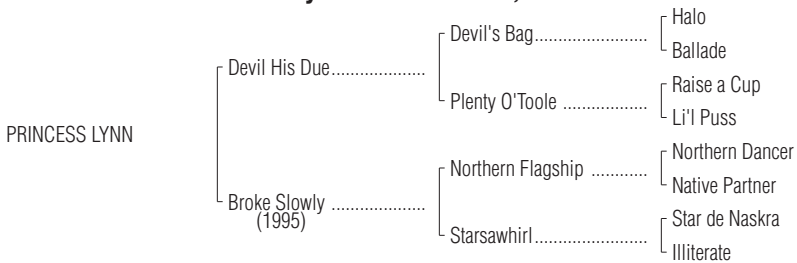 Halo
Devil's Bag....................
Ballade
Devil His Due....................
Raise a Cup
Plenty O'Toole ...............
Li'l Puss
PRINCESS LYNN
Northern Dancer
Northern Flagship ..........
Native Partner
Broke Slowly ....................
(1995)
Star de Naskra
Starsawhirl....................
Illiterate